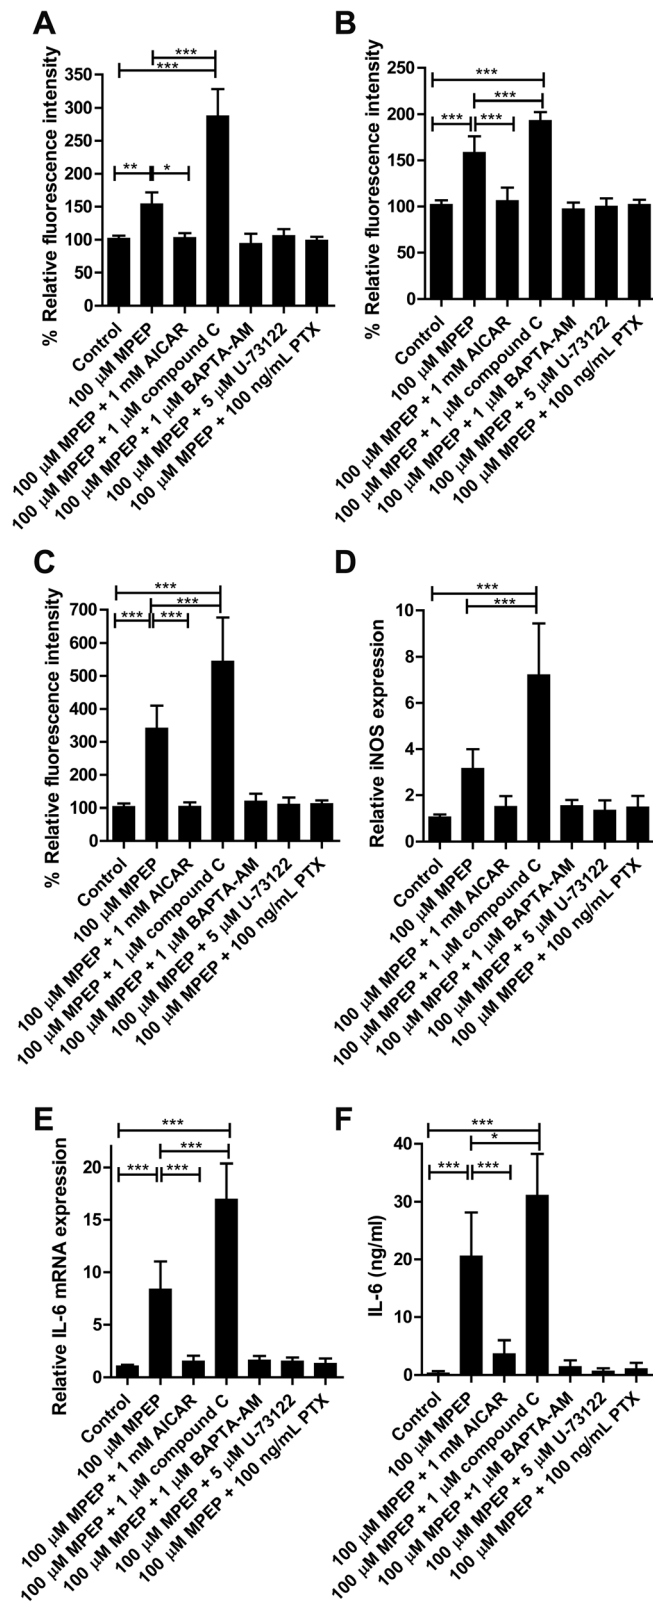 A
% Relative fluorescence intensity
350
300
250
200
150
100
50
0
***
***
**
*
Control
100 μM MPEP
100 μM MPEP + 1 mM AICAR
100 μM MPEP + 1 μM compound C
100 μM MPEP + 1 μM BAPTA-AM
100 μM MPEP + 5 μM U-73122
100 μM MPEP + 100 ng/mL PTX
B
% Relative fluorescence intensity
250
200
150
100
50
0
***
***
***
***
Control
100 μM MPEP
100 μM MPEP + 1 mM AICAR
100 μM MPEP + 1 μM compound C
100 μM MPEP + 1 μM BAPTA-AM
100 μM MPEP + 5 μM U-73122
100 μM MPEP + 100 ng/mL PTX
C
% Relative fluorescence intensity
700
600
500
400
300
200
100
0
***
***
***
***
Control
100 μM MPEP
100 μM MPEP + 1 mM AICAR
100 μM MPEP + 1 μM compound C
100 μM MPEP + 1 μM BAPTA-AM
100 μM MPEP + 5 μM U-73122
100 μM MPEP + 100 ng/mL PTX
D
Relative iNOS expression
10
8
6
4
2
0
***
***
Control
100 μM MPEP
100 μM MPEP + 1 mM AICAR
100 μM MPEP + 1 μM compound C
100 μM MPEP + 1 μM BAPTA-AM
100 μM MPEP + 5 μM U-73122
100 μM MPEP + 100 ng/mL PTX
E
Relative IL-6 mRNA expression
20
15
10
5
0
***
***
***
***
Control
100 μM MPEP
100 μM MPEP + 1 mM AICAR
100 μM MPEP + 1 μM compound C
100 μM MPEP + 1 μM BAPTA-AM
100 μM MPEP + 5 μM U-73122
100 μM MPEP + 100 ng/mL PTX
F
IL-6 (ng/ml)
40
30
20
10
0
***
*
***
***
Control
100 μM MPEP
100 μM MPEP + 1 mM AICAR
100 μM MPEP + 1 μM compound C
100 μM MPEP +1 μM BAPTA-AM
100 μM MPEP + 5 μM U-73122
100 μM MPEP + 100 ng/mL PTX